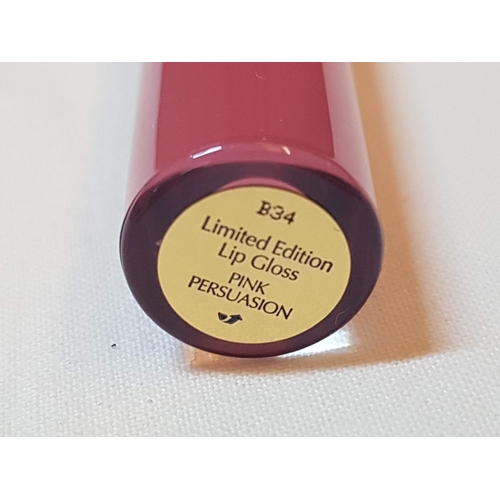 B34
Limited Edition
Lip Gloss
PINK
PERSUASION